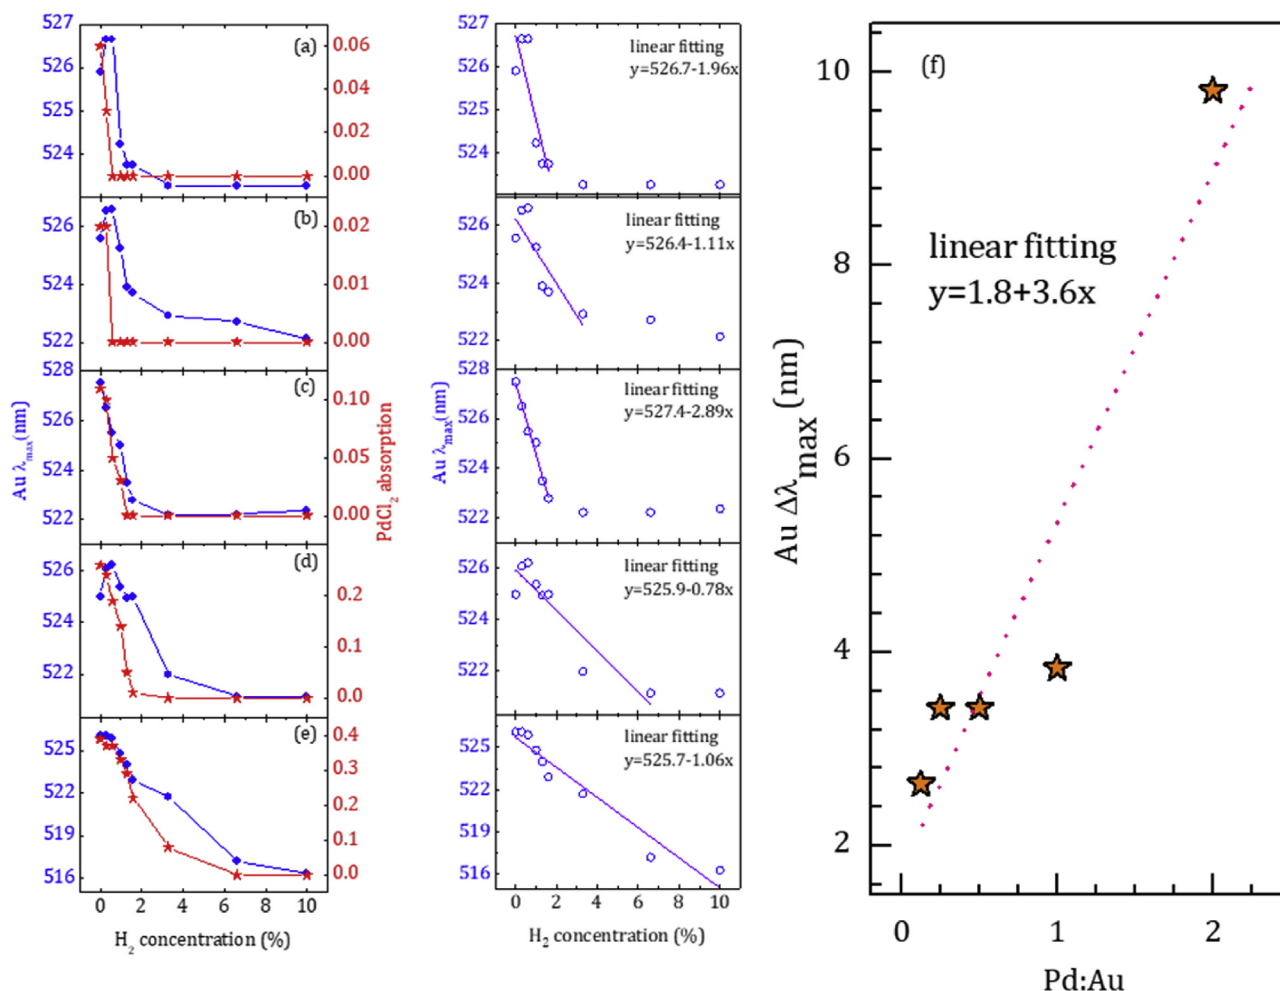 527
526
525
524
(a)
0.06
0.04
0.02
0.00
526
524
522
(b)
0.02
0.01
0.00
528
526
524
522
(c)
0.10
0.05
0.00
Au λmax(nm)
PdCl2 absorption
526
524
522
(d)
0.2
0.1
0.0
525
522
519
516
(e)
0.4
0.3
0.2
0.1
0.0
0 2 4 6 8 10
H2 concentration (%)
527
526
525
524
linear fitting
y=526.7-1.96x
526
524
522
linear fitting
y=526.4-1.11x
528
526
524
522
linear fitting
y=527.4-2.89x
Au λmax(nm)
526
524
522
linear fitting
y=525.9-0.78x
525
522
519
516
linear fitting
y=525.7-1.06x
0 2 4 6 8 10
H2 concentration (%)
(f)
10
8
6
4
2
linear fitting
y=1.8+3.6x
Au Δλmax(nm)
0 1 2
Pd:Au